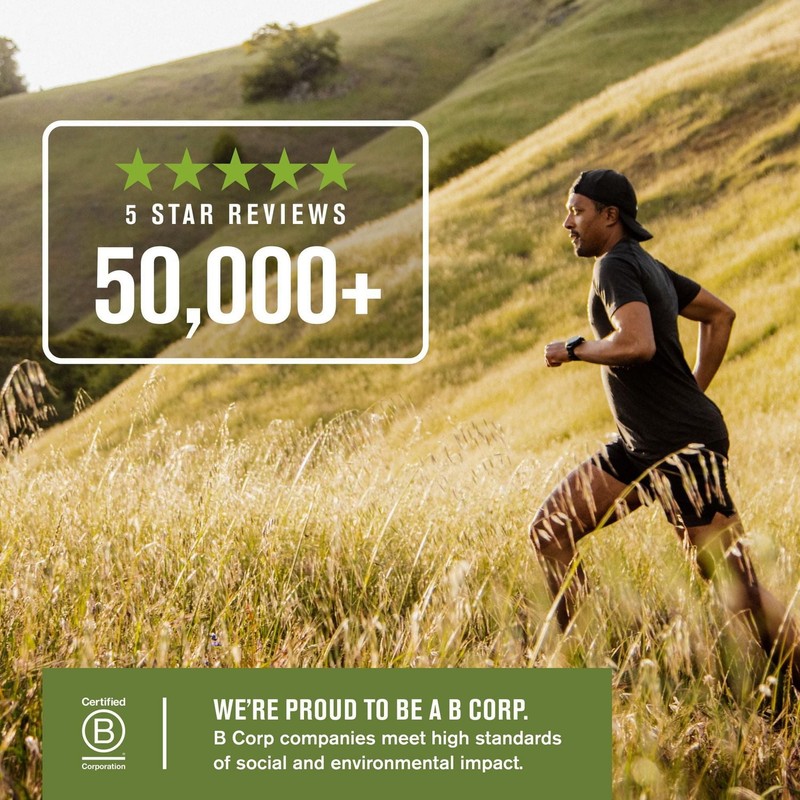 5 STAR REVIEWS
50,000+
Certified
B
Corporation
WE'RE PROUD TO BE A B CORP.
B Corp companies meet high standards
of social and environmental impact.